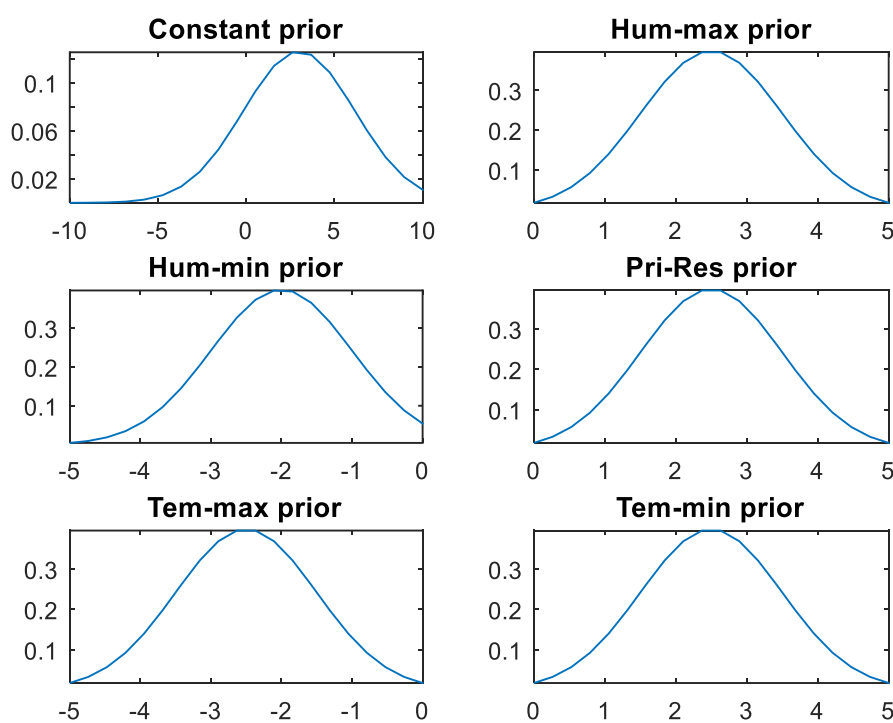 Constant prior
0.1
0.06
0.02
-10 -5 0 5 10
Hum-max prior
0.3
0.2
0.1
0 1 2 3 4 5
Hum-min prior
0.3
0.2
0.1
-5 -4 -3 -2 -1 0
Pri-Res prior
0.3
0.2
0.1
0 1 2 3 4 5
Tem-max prior
0.3
0.2
0.1
-5 -4 -3 -2 -1 0
Tem-min prior
0.3
0.2
0.1
0 1 2 3 4 5